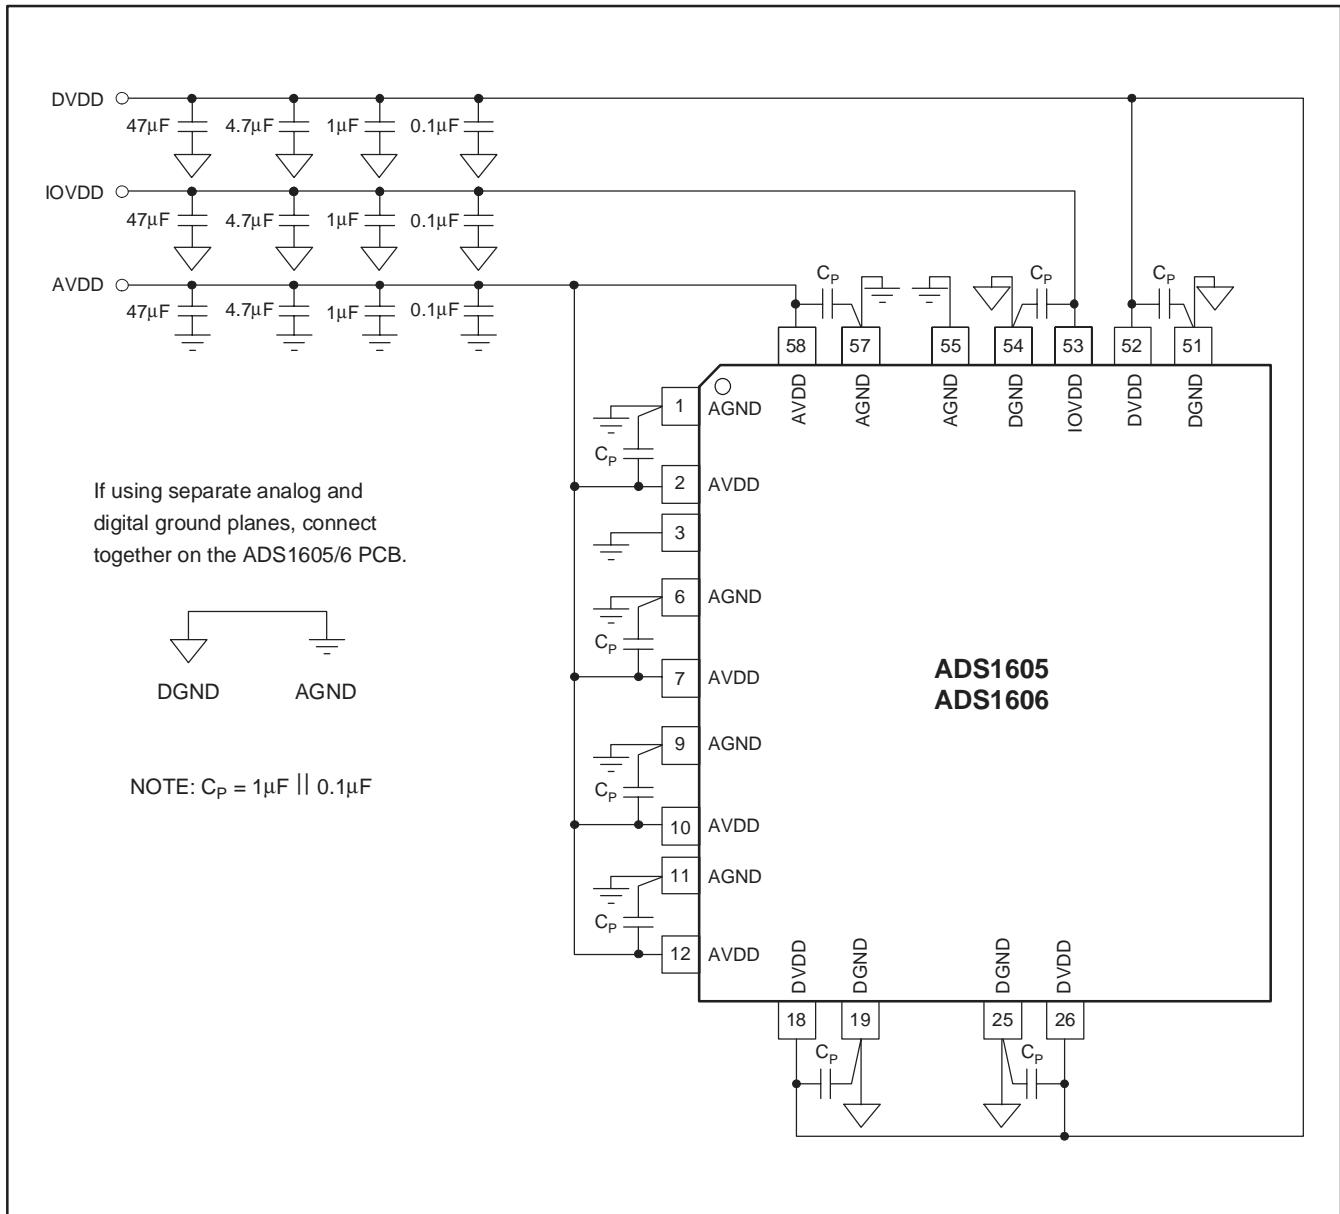 DVDD
47μF 4.7μF 1μF 0.1μF
IOVDD
47μF 4.7μF 1μF 0.1μF
AVDD
47μF 4.7μF 1μF 0.1μF
CP CP CP
58 57 55 54 53 52 51
AVDD AGND AGND DGND IOVDD DVDD DGND
1 AGND
CP
2 AVDD
3
6 AGND
CP
7 AVDD
9 AGND
CP
10 AVDD
11 AGND
CP
12 AVDD
If using separate analog and
digital ground planes, connect
together on the ADS1605/6 PCB.
DGND AGND
NOTE: CP = 1μF || 0.1μF
ADS1605
ADS1606
DVDD DGND DGND DVDD
18 19 25 26
CP CP